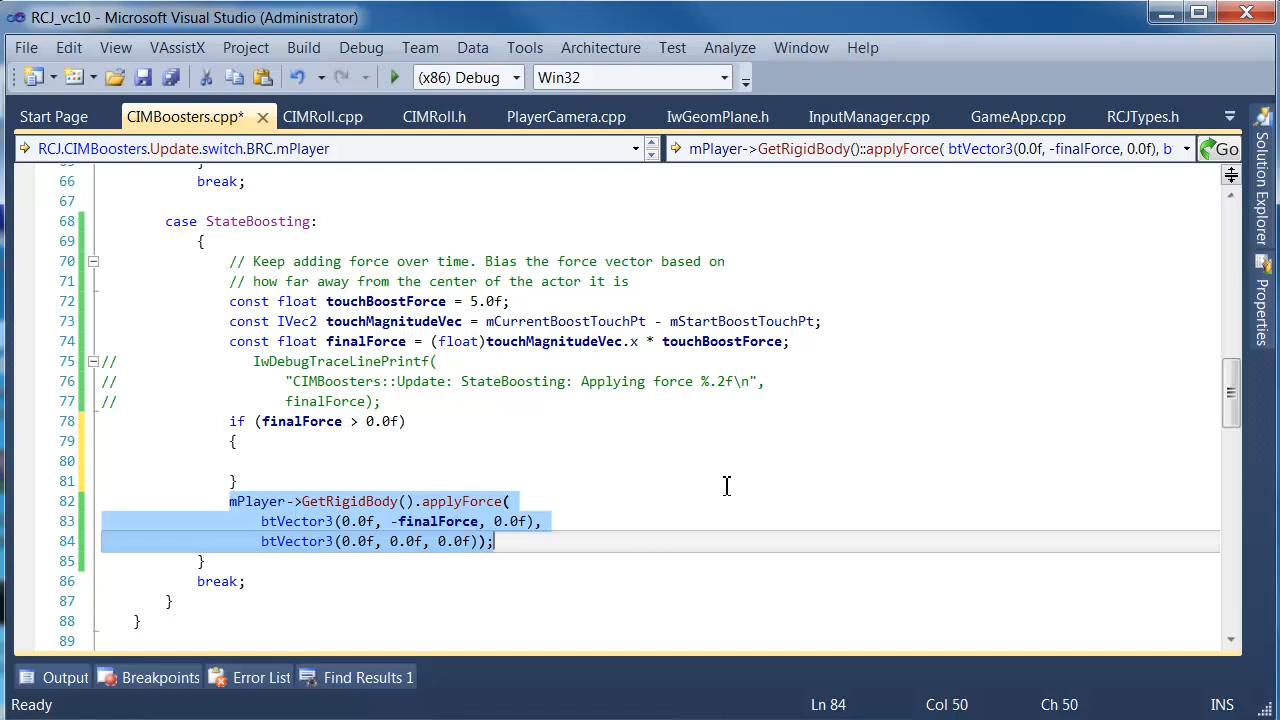 RCJ_vc10 - Microsoft Visual Studio (Administrator)
File Edit View VAssistX Project Build Debug Team Data Tools Architecture Test Analyze Window Help
(x86) Debug Win32
Start Page CIMBoosters.cpp* CIMRoll.cpp CIMRoll.h PlayerCamera.cpp IwGeomPlane.h InputManager.cpp GameApp.cpp RCJTypes.h
RCJ.CIMBoosters.Update.switch.BRC.mPlayer mPlayer->GetRigidBody()::applyForce( btVector3(0.0f, -finalForce, 0.0f), b Go
Solution Explorer
Properties
66 break;
67
68 case StateBoosting:
69 {
70 // Keep adding force over time. Bias the force vector based on
71 // how far away from the center of the actor it is
72 const float touchBoostForce = 5.0f;
73 const IVec2 touchMagnitudeVec = mCurrentBoostTouchPt - mStartBoostTouchPt;
74 const float finalForce = (float)touchMagnitudeVec.x * touchBoostForce;
75 // IwDebugTraceLinePrintf(
76 // "CIMBoosters::Update: StateBoosting: Applying force %.2f\n",
77 // finalForce);
78 if (finalForce > 0.0f)
79 {
80
81 }
82 mPlayer->GetRigidBody().applyForce(
83 btVector3(0.0f, -finalForce, 0.0f),
84 btVector3(0.0f, 0.0f, 0.0f));
85 }
86 break;
87 }
88 }
89
Output Breakpoints Error List Find Results 1
Ready Ln 84 Col 50 Ch 50 INS